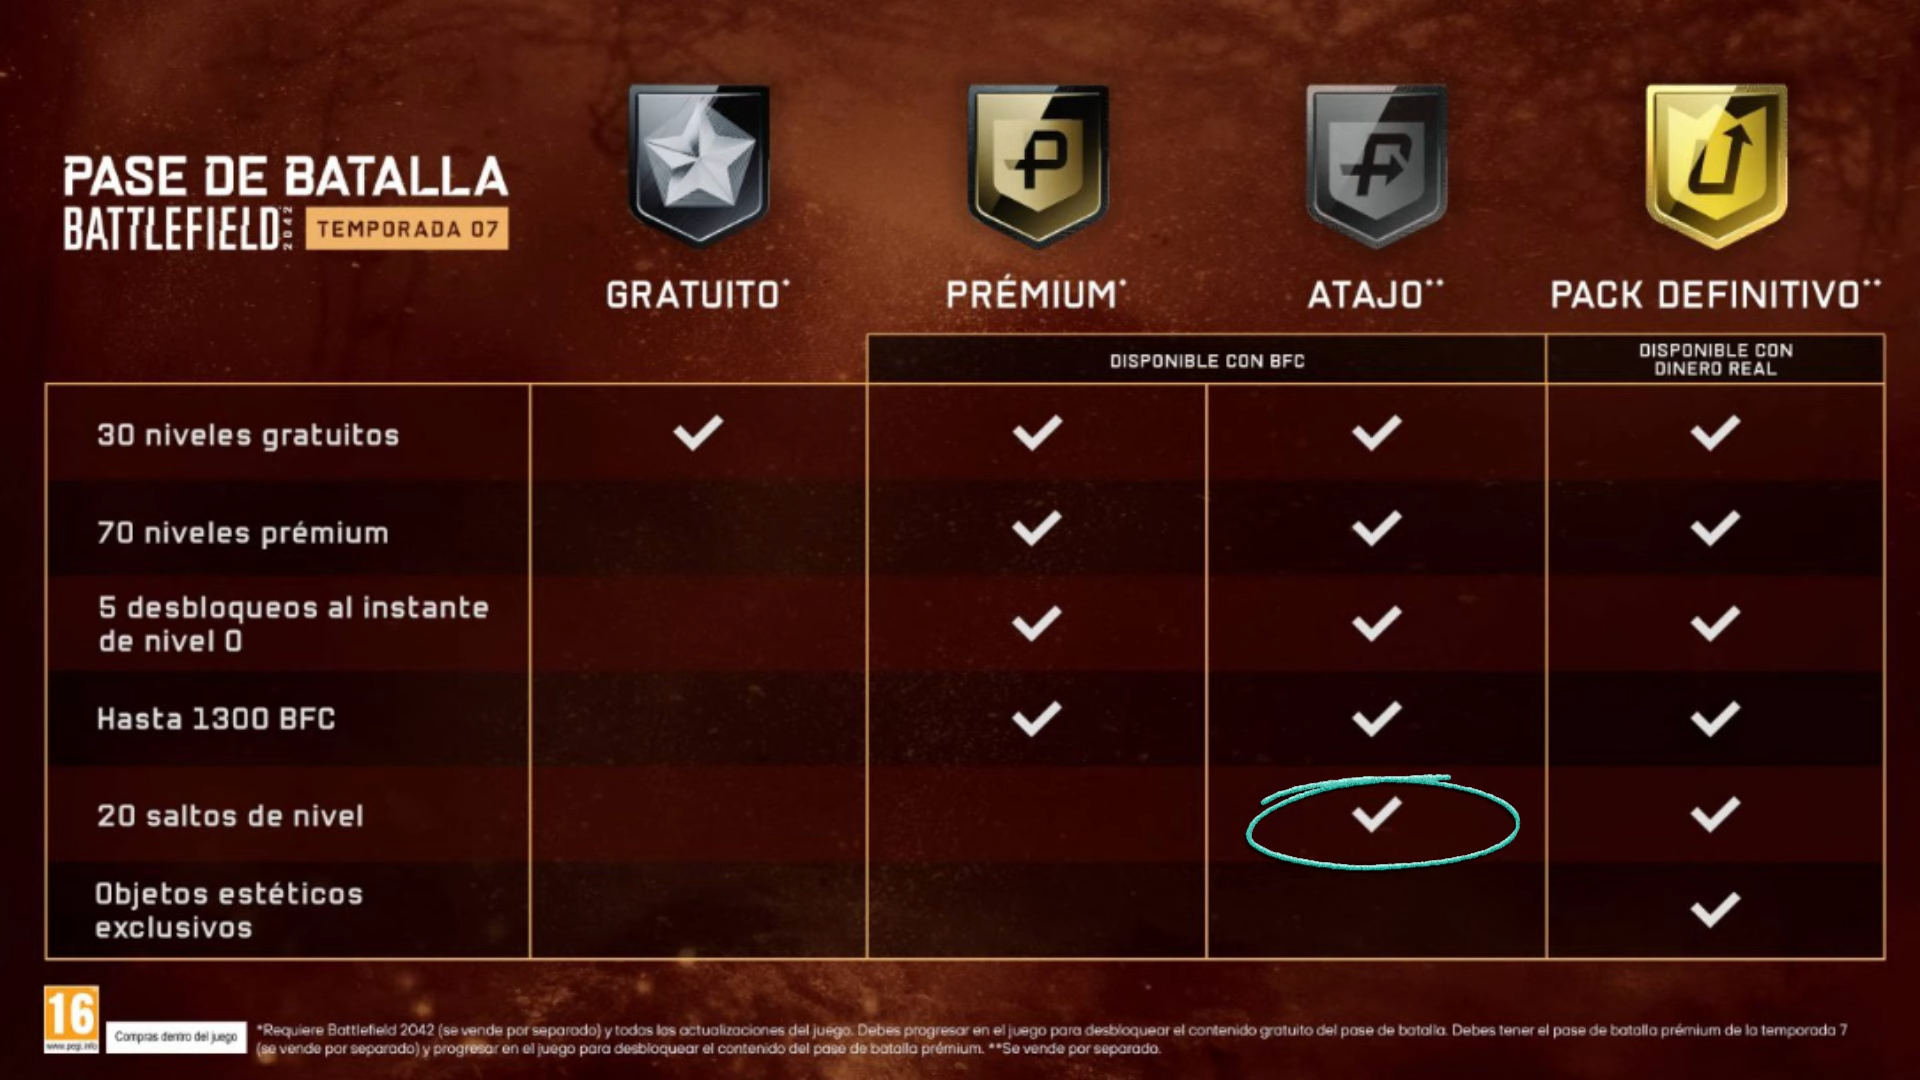 PASE DE BATALLA
BATTLEFIELD 2042 TEMPORADA 07
GRATUITO* PRÉMIUM* ATAJO** PACK DEFINITIVO**
DISPONIBLE CON BFC
DISPONIBLE CON
DINERO REAL
30 niveles gratuitos
70 niveles prémium
5 desbloqueos al instante
de nivel 0
Hasta 1300 BFC
20 saltos de nivel
Objetos estéticos
exclusivos
16
www.pegi.info
Compras dentro del juego
*Requiere Battlefield 2042 (se vende por separado) y todas las actualizaciones del juego. Debes progresar en el juego para desbloquear el contenido gratuito del pase de batalla. Debes tener el pase de batalla prémium de la temporada 7
(se vende por separado) y progresar en el juego para desbloquear el contenido del pase de batalla prémium. **Se vende por separado.